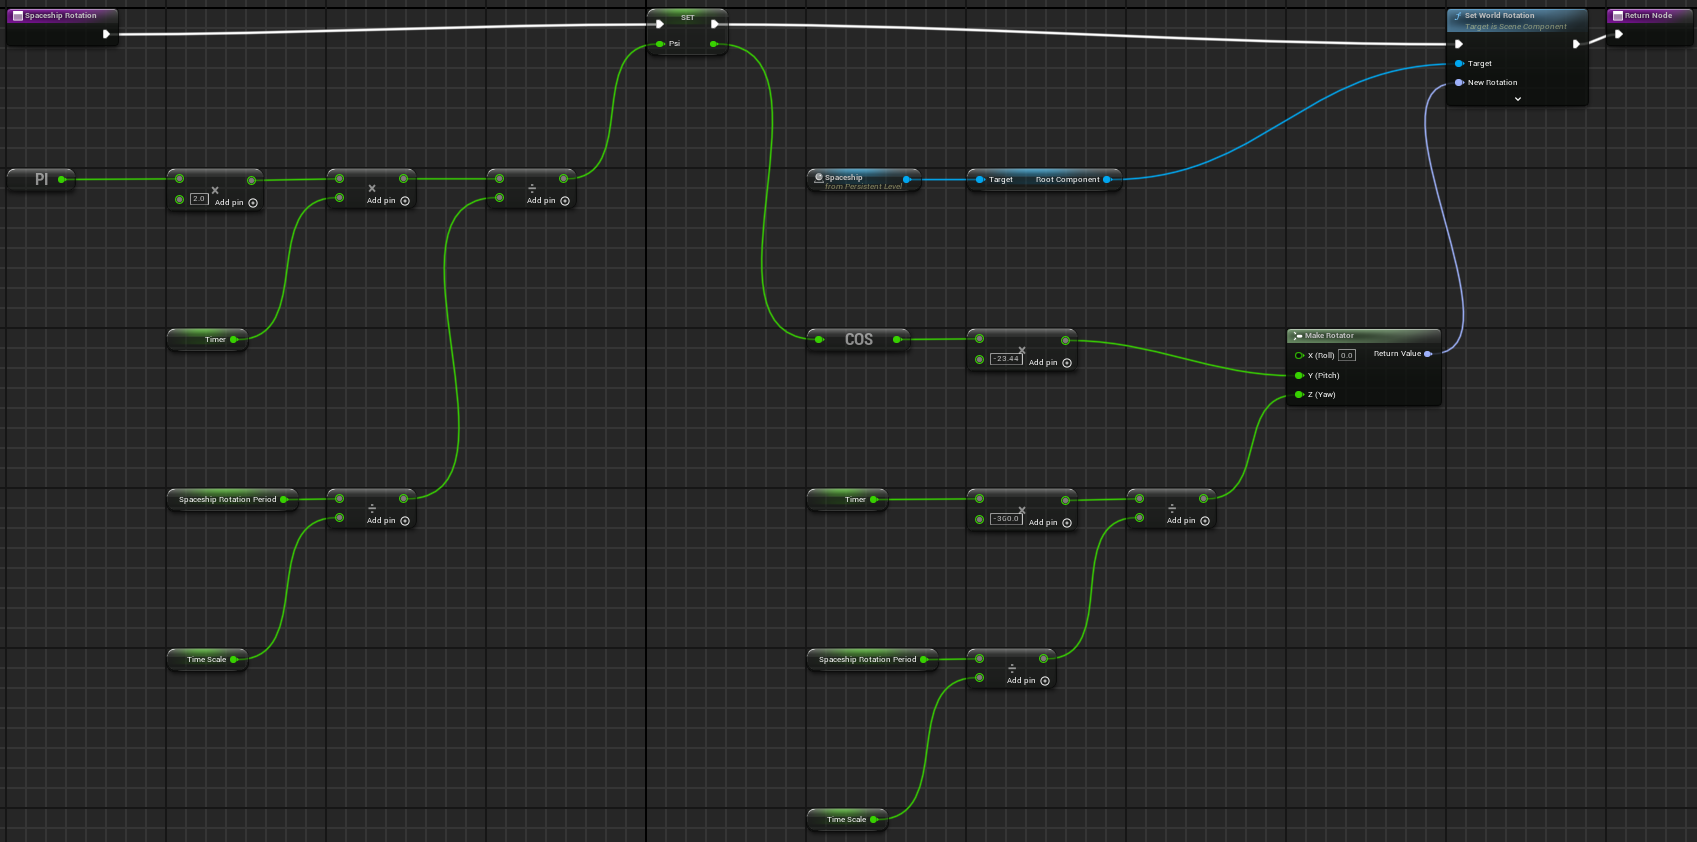 Spaceship Rotation
SET
Psi
Set World Rotation
Target is Scene Component
Target
New Rotation
Return Node
PI
×
2.0
Add pin
×
Add pin
÷
Add pin
Spaceship
from Persistent Level
Target
Root Component
Timer
COS
×
-23.44
Add pin
Make Rotator
X (Roll) 0.0
Return Value
Y (Pitch)
Z (Yaw)
Spaceship Rotation Period
÷
Add pin
Timer
×
-360.0
Add pin
÷
Add pin
Time Scale
Spaceship Rotation Period
÷
Add pin
Time Scale